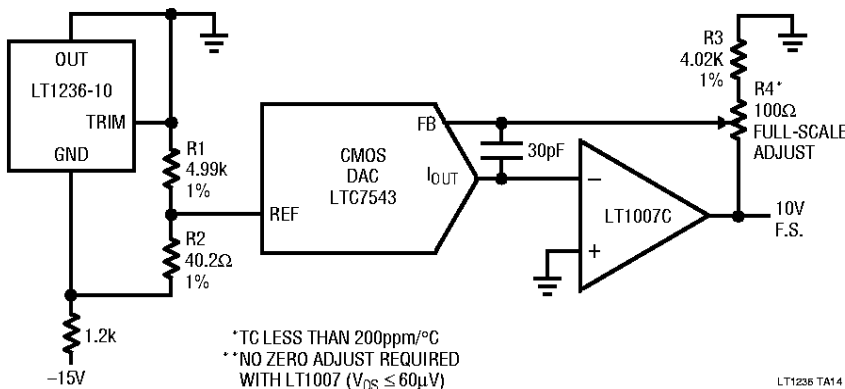 OUT
LT1236-10
TRIM
GND
R1
4.99k
1%
R2
40.2Ω
1%
1.2k
–15V
REF
CMOS
DAC
LTC7543
FB
IOUT
30pF
–
+
LT1007C
R3
4.02K
1%
R4*
100Ω
FULL-SCALE
ADJUST
10V
F.S.
*TC LESS THAN 200ppm/°C
**NO ZERO ADJUST REQUIRED
WITH LT1007 (VOS ≤ 60µV)
LT1236 TA14